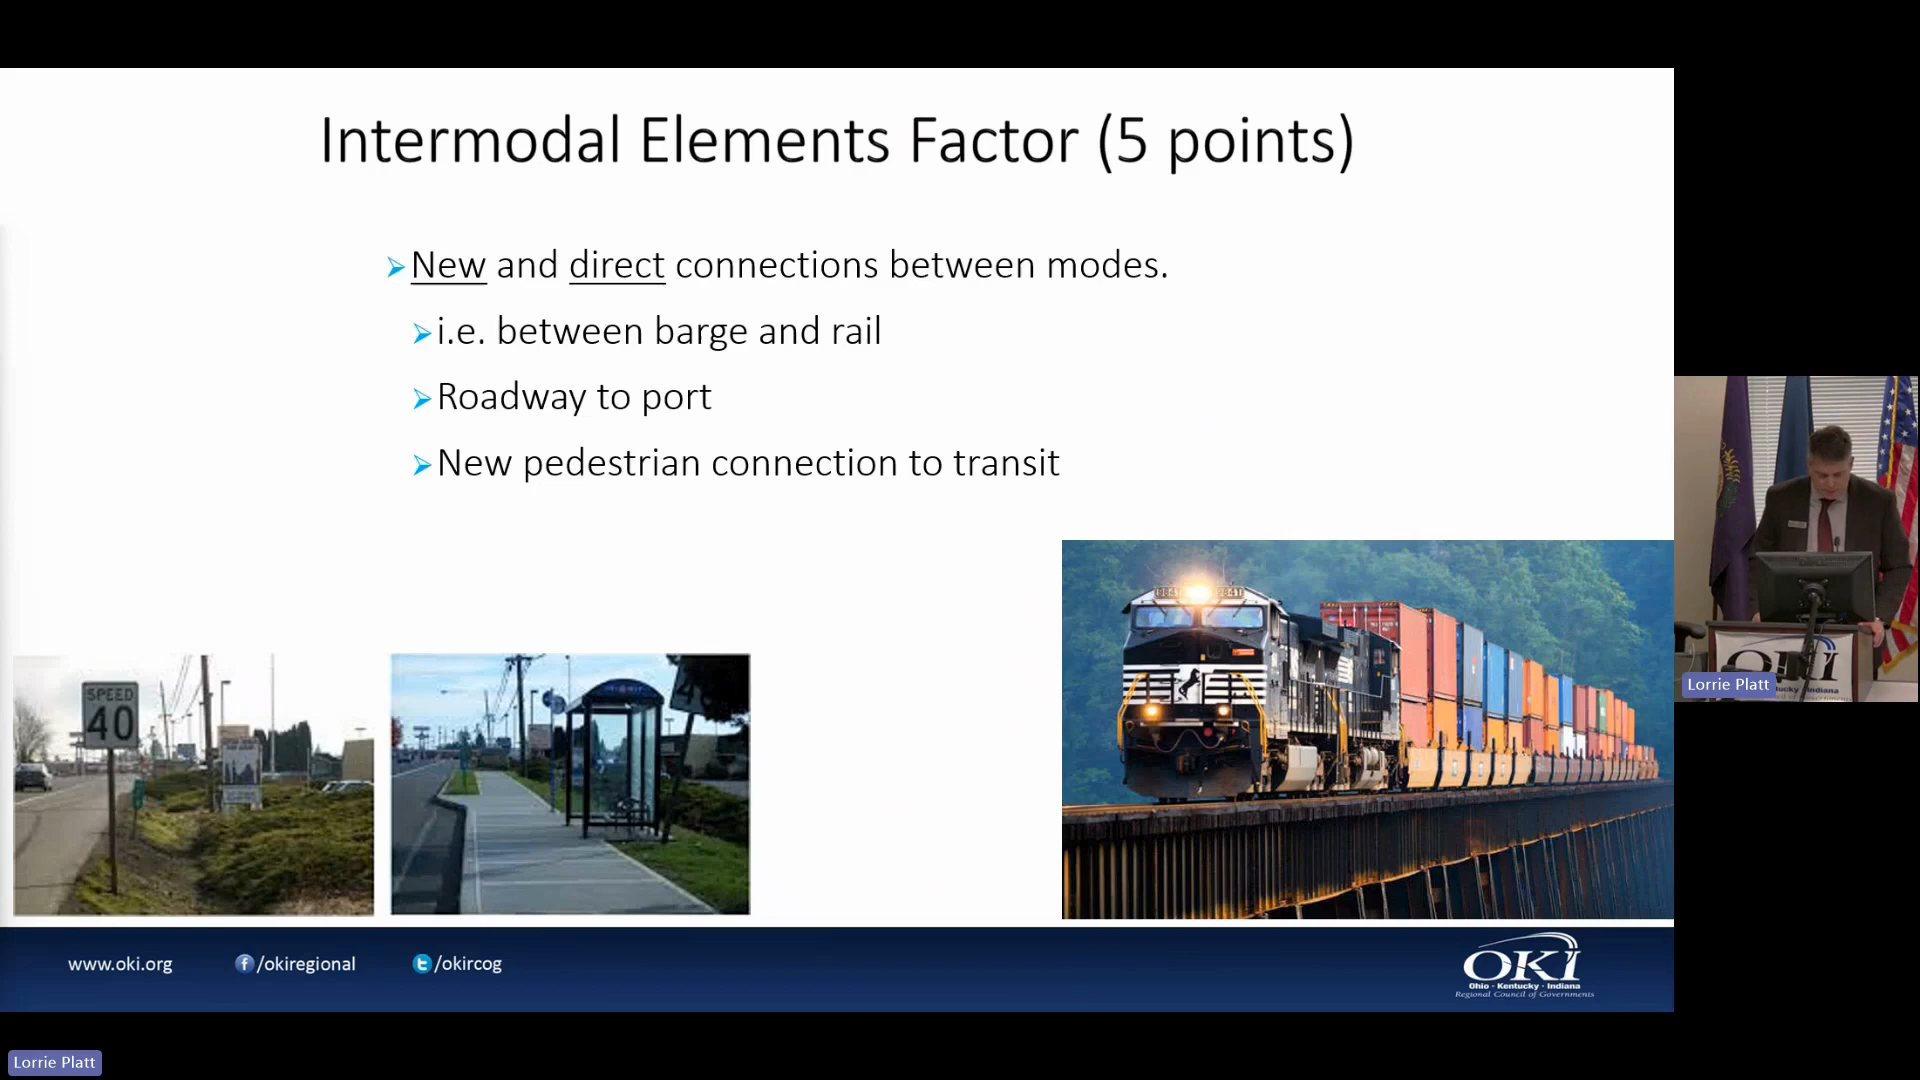 Intermodal Elements Factor (5 points)
New and direct connections between modes.
i.e. between barge and rail
Roadway to port
New pedestrian connection to transit
SPEED
40
9841
www.oki.org
/okiregional
/okircog
OKI
Ohio • Kentucky • Indiana
Regional Council of Governments
OKI
Lorrie Platt
Lorrie Platt